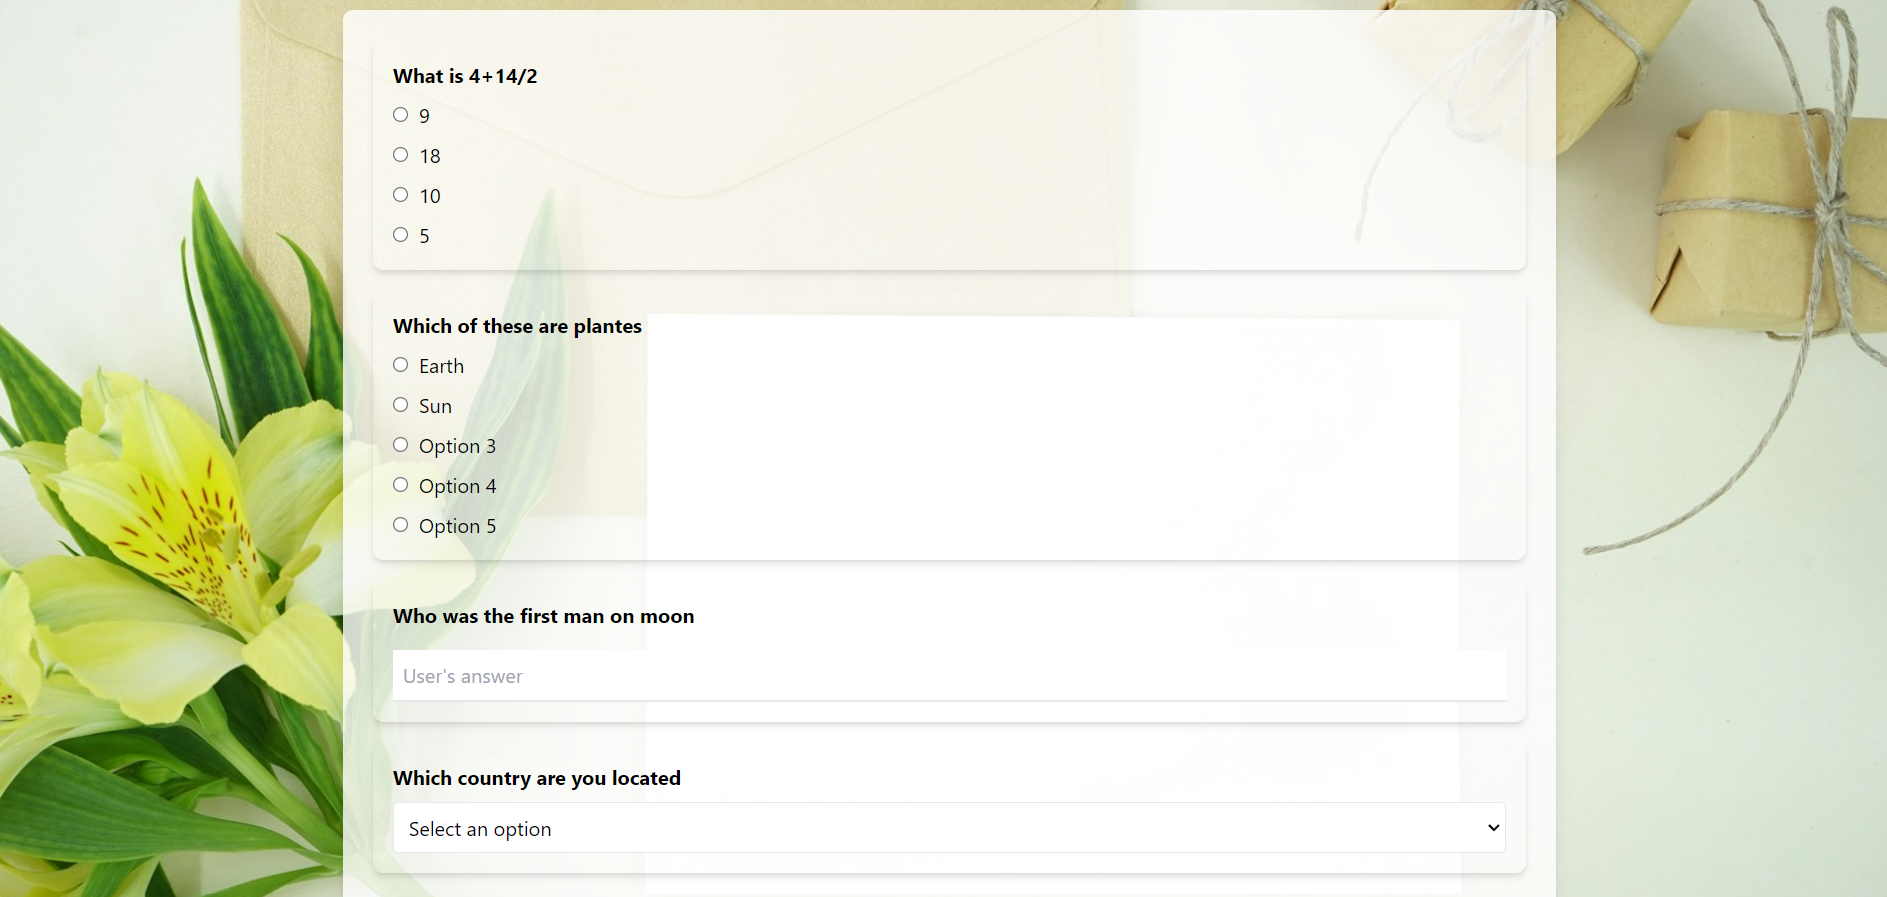 What is 4+14/2
9
18
10
5
Which of these are plantes
Earth
Sun
Option 3
Option 4
Option 5
Who was the first man on moon
User's answer
Which country are you located
Select an option